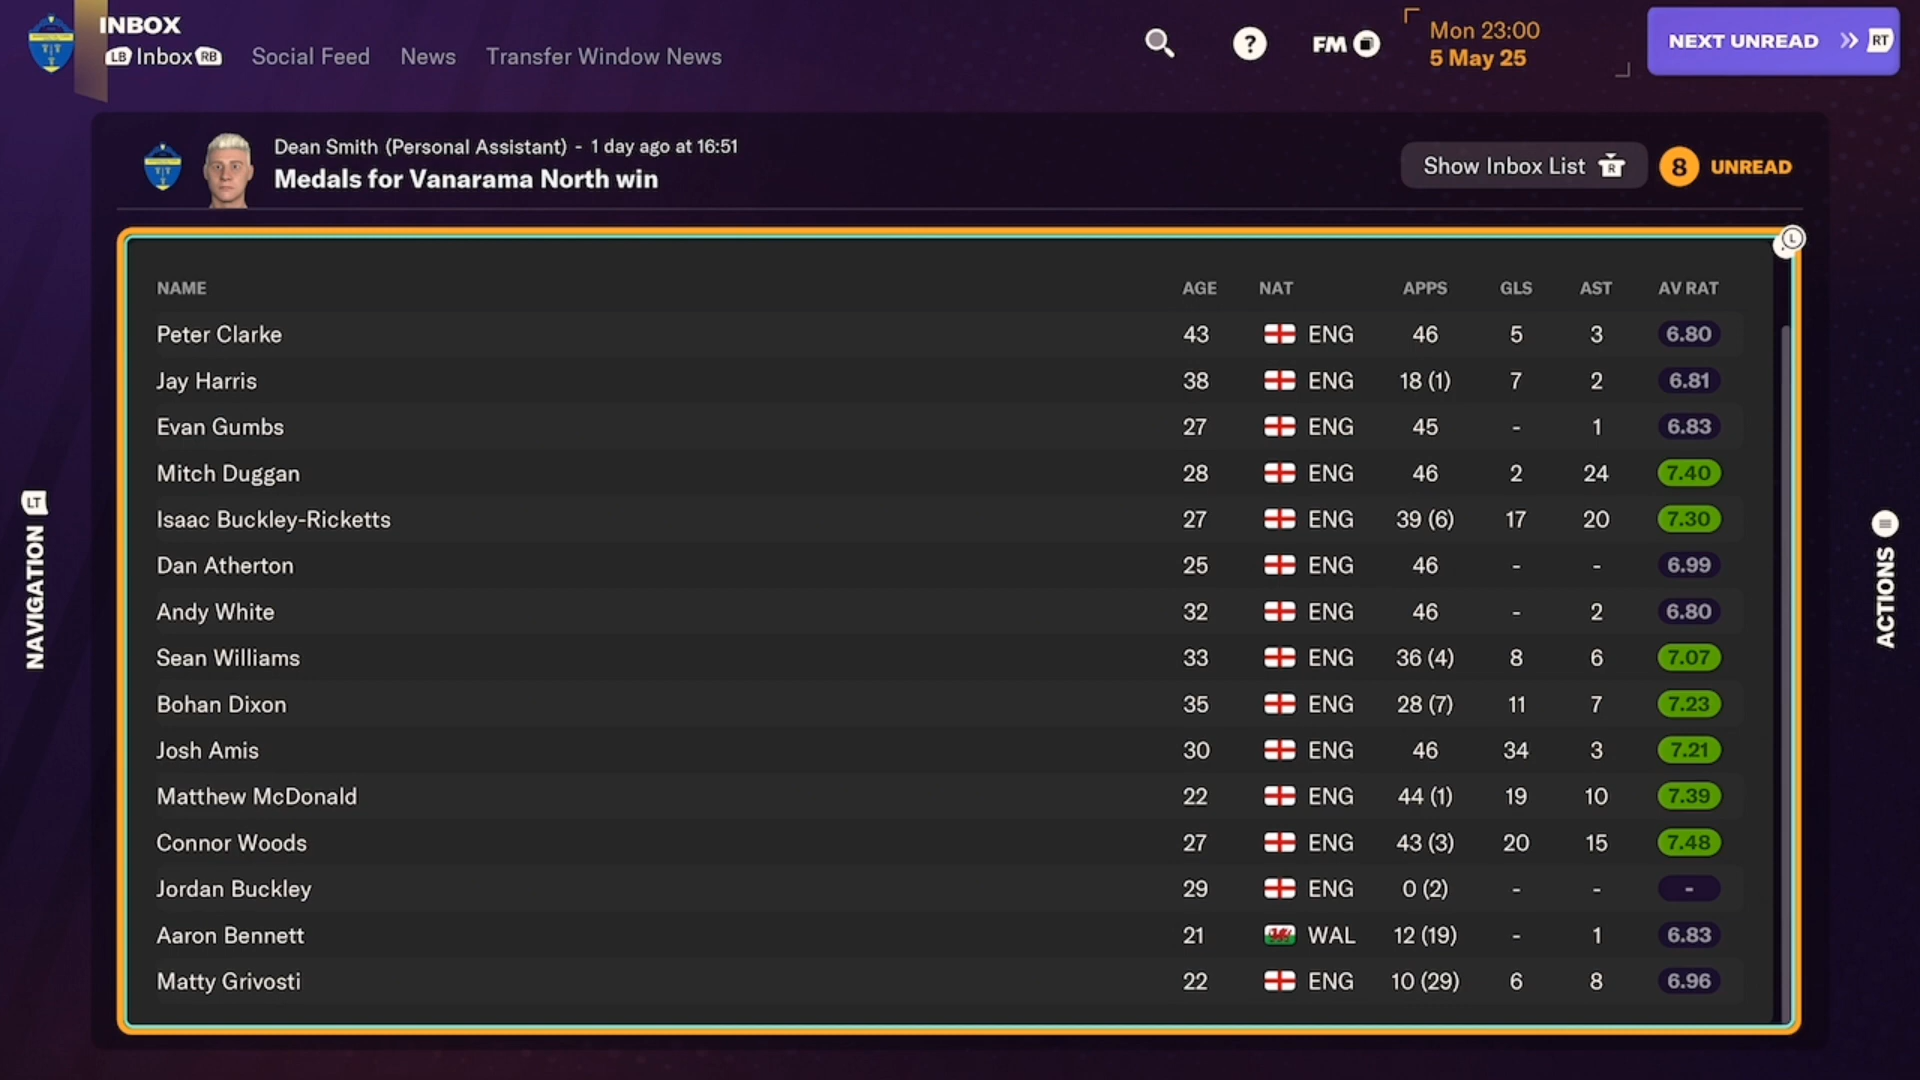 INBOX
LB Inbox RB Social Feed News Transfer Window News
? FM Mon 23:00
5 May 25
NEXT UNREAD RT
Dean Smith (Personal Assistant) - 1 day ago at 16:51
Medals for Vanarama North win
Show Inbox List R 8 UNREAD
L
NAME AGE NAT APPS GLS AST AV RAT
Peter Clarke 43 ENG 46 5 3 6.80
Jay Harris 38 ENG 18 (1) 7 2 6.81
Evan Gumbs 27 ENG 45 - 1 6.83
Mitch Duggan 28 ENG 46 2 24 7.40
Isaac Buckley-Ricketts 27 ENG 39 (6) 17 20 7.30
Dan Atherton 25 ENG 46 - - 6.99
Andy White 32 ENG 46 - 2 6.80
Sean Williams 33 ENG 36 (4) 8 6 7.07
Bohan Dixon 35 ENG 28 (7) 11 7 7.23
Josh Amis 30 ENG 46 34 3 7.21
Matthew McDonald 22 ENG 44 (1) 19 10 7.39
Connor Woods 27 ENG 43 (3) 20 15 7.48
Jordan Buckley 29 ENG 0 (2) - - -
Aaron Bennett 21 WAL 12 (19) - 1 6.83
Matty Grivosti 22 ENG 10 (29) 6 8 6.96
NAVIGATION LT
ACTIONS